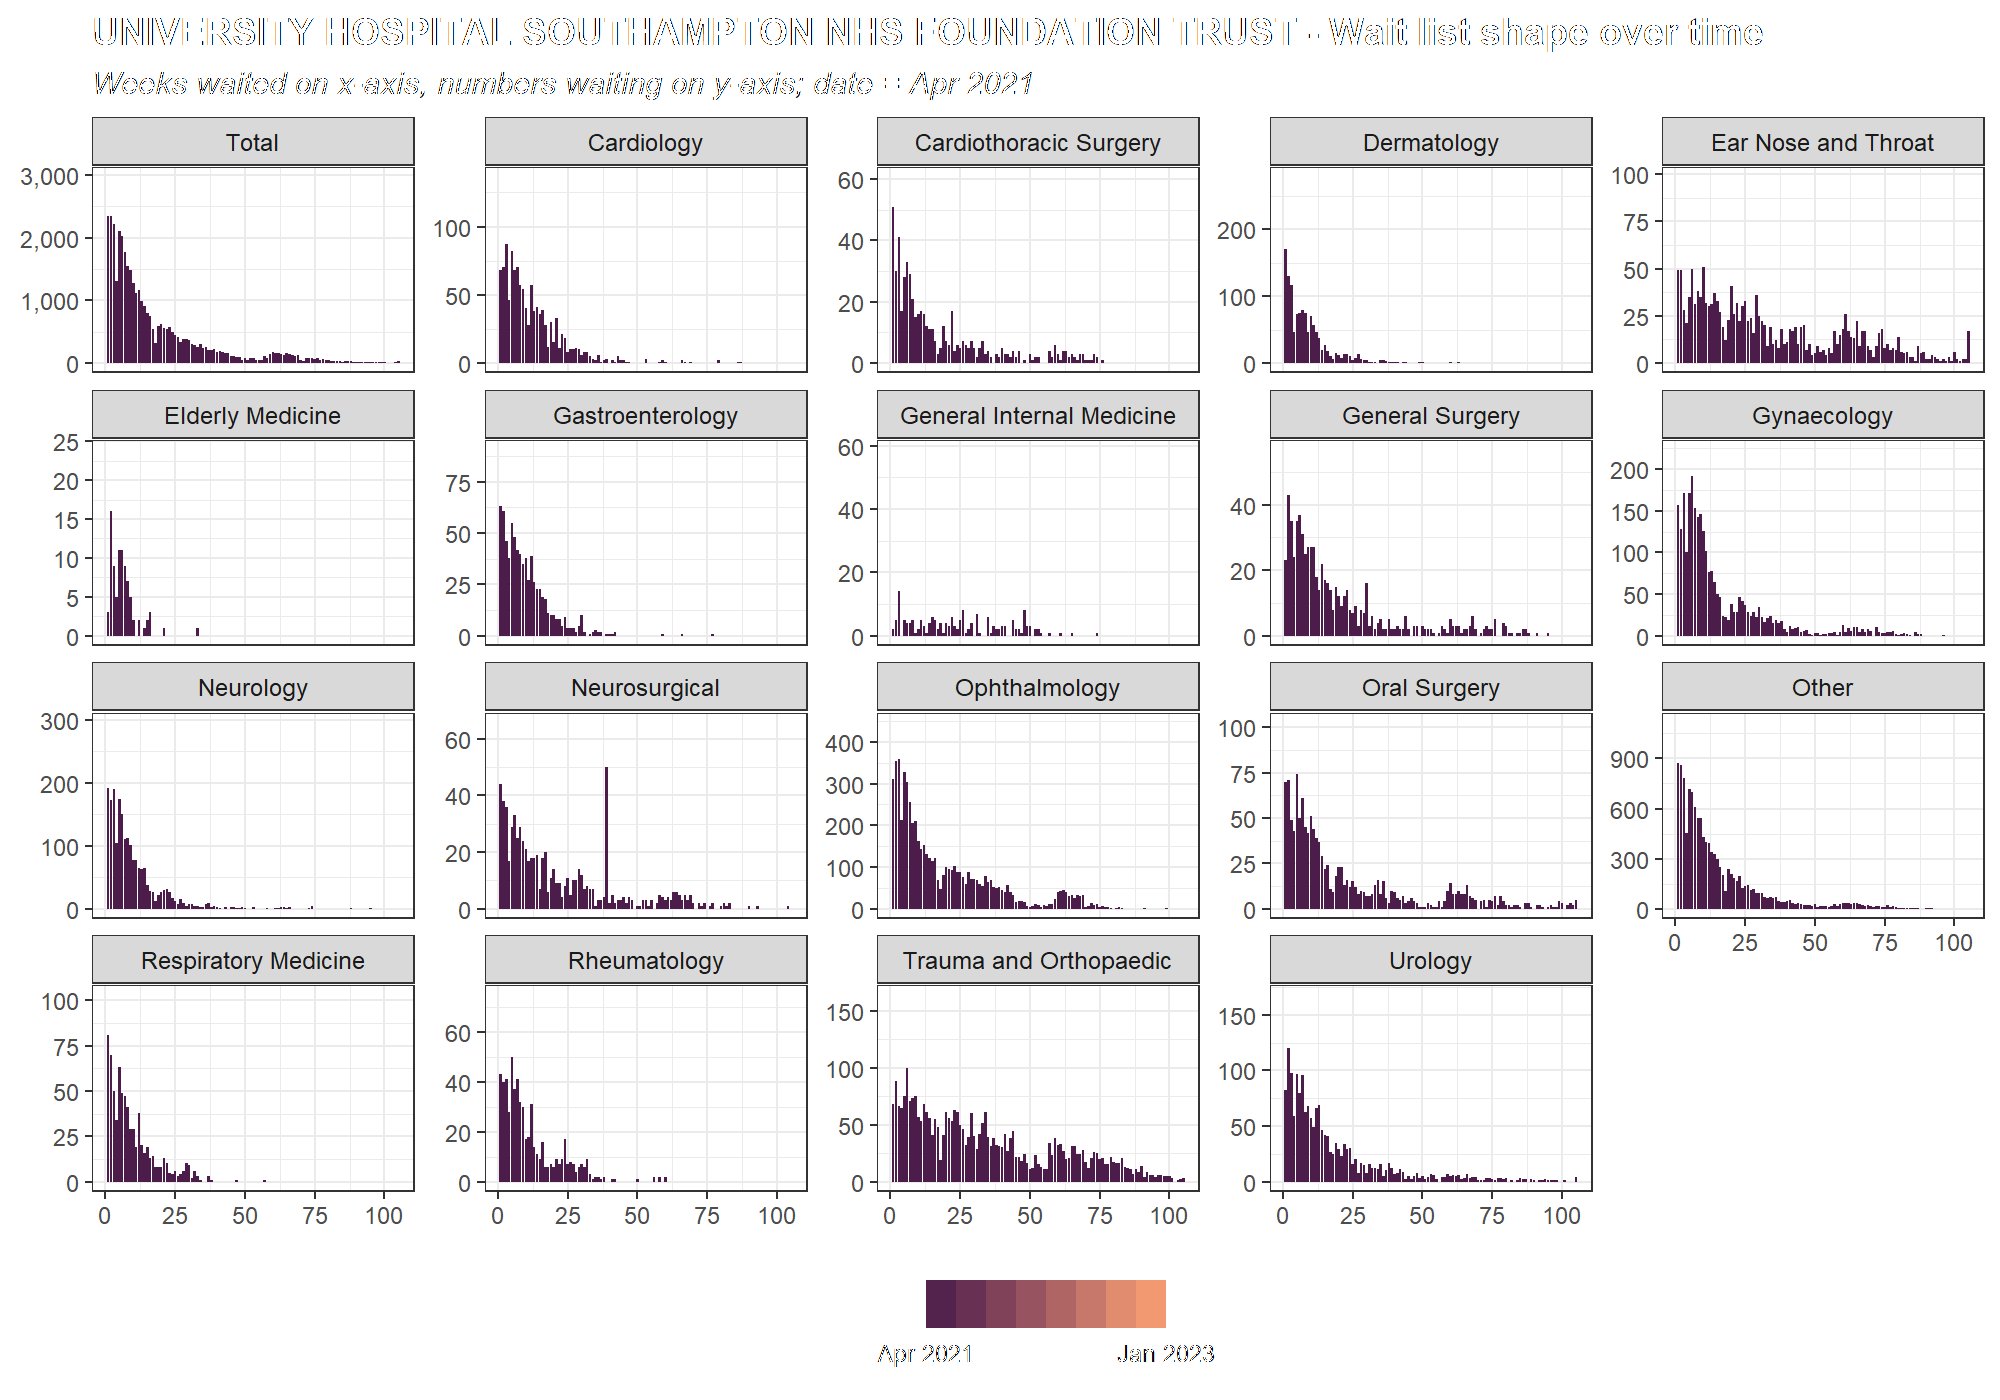 UNIVERSITY HOSPITAL SOUTHAMPTON NHS FOUNDATION TRUST - Wait list shape over time
Weeks waited on x-axis, numbers waiting on y-axis; date = Apr 2021
Total
Cardiology
Cardiothoracic Surgery
Dermatology
Ear Nose and Throat
3,000
2,000
1,000
0
100
50
0
60
40
20
0
200
100
0
100
75
50
25
0
Elderly Medicine
Gastroenterology
General Internal Medicine
General Surgery
Gynaecology
25
20
15
10
5
0
75
50
25
0
60
40
20
0
40
20
0
200
150
100
50
0
Neurology
Neurosurgical
Ophthalmology
Oral Surgery
Other
300
200
100
0
60
40
20
0
400
300
200
100
0
100
75
50
25
0
900
600
300
0
0 25 50 75 100
Respiratory Medicine
Rheumatology
Trauma and Orthopaedic
Urology
100
75
50
25
0
60
40
20
0
150
100
50
0
150
100
50
0
0 25 50 75 100
0 25 50 75 100
0 25 50 75 100
0 25 50 75 100
Apr 2021 Jan 2023